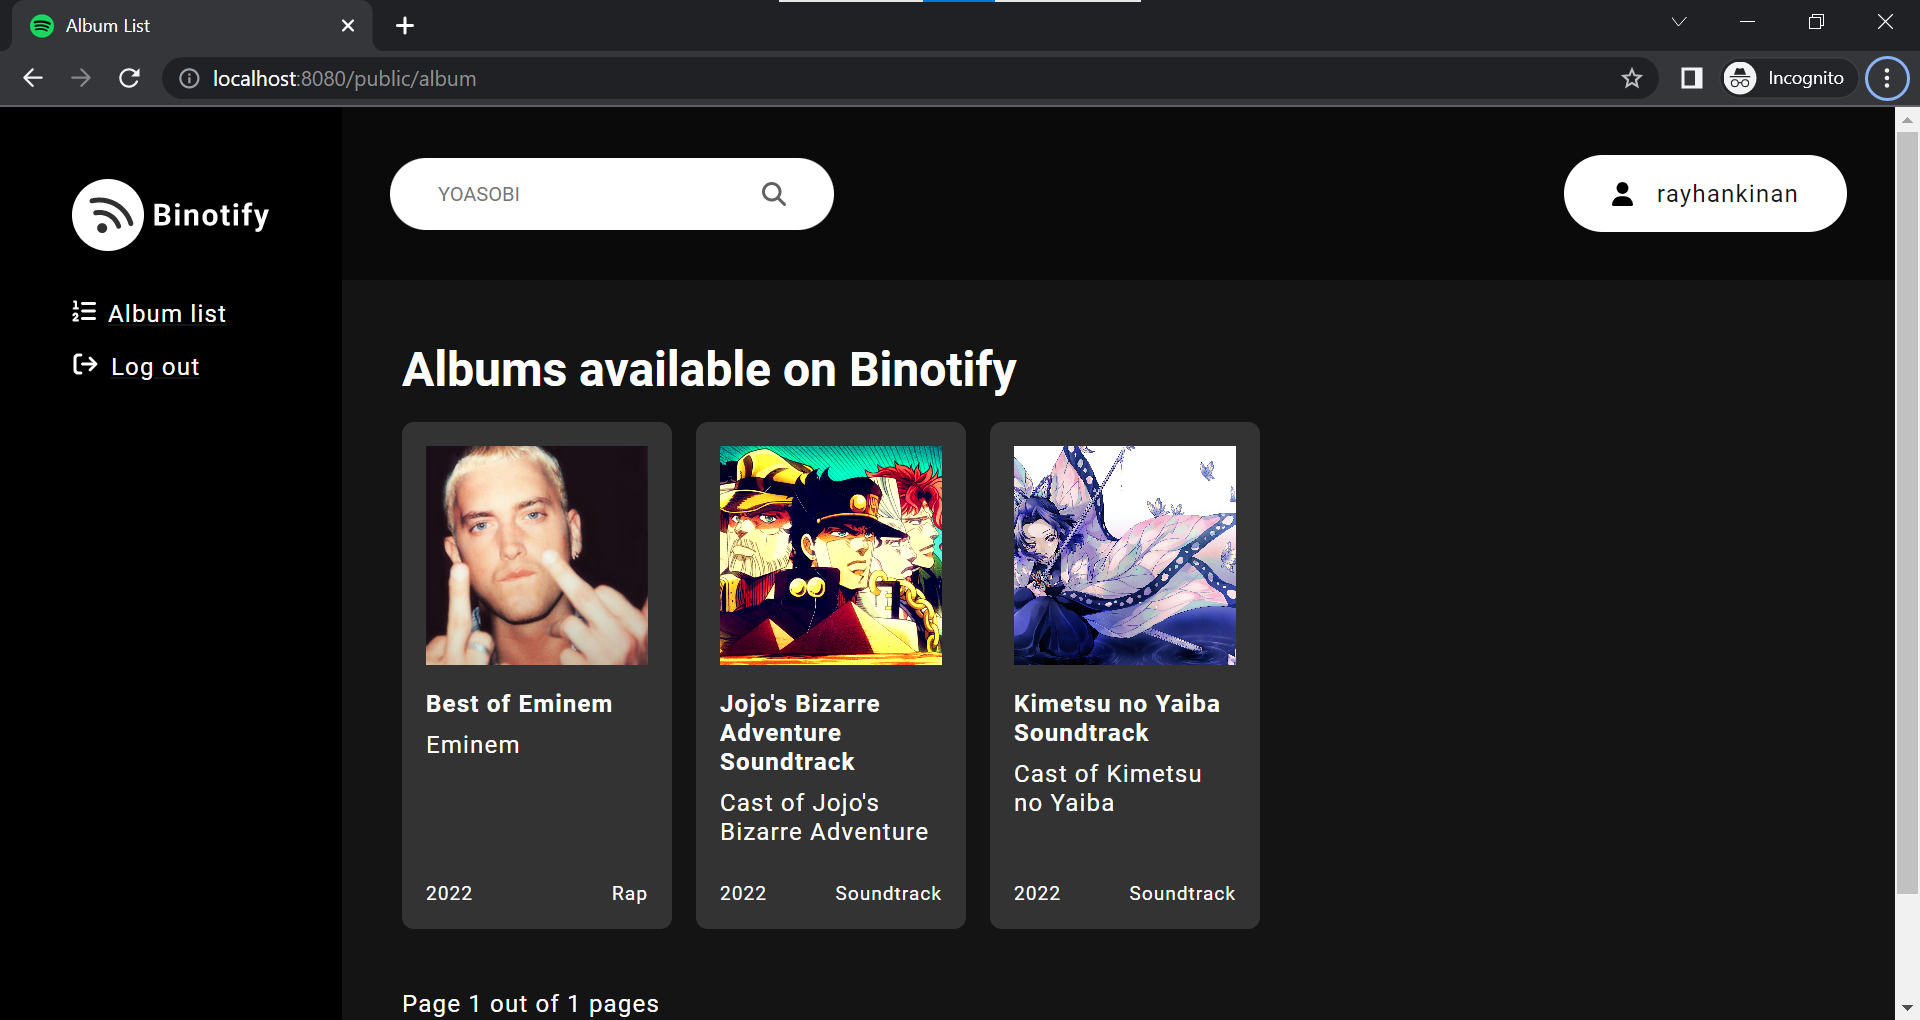 Album List
localhost:8080/public/album
Incognito
Binotify
YOASOBI
rayhankinan
Album list
Log out
Albums available on Binotify
Best of Eminem
Eminem
2022 Rap
Jojo's Bizarre
Adventure
Soundtrack
Cast of Jojo's
Bizarre Adventure
2022 Soundtrack
Kimetsu no Yaiba
Soundtrack
Cast of Kimetsu
no Yaiba
2022 Soundtrack
Page 1 out of 1 pages